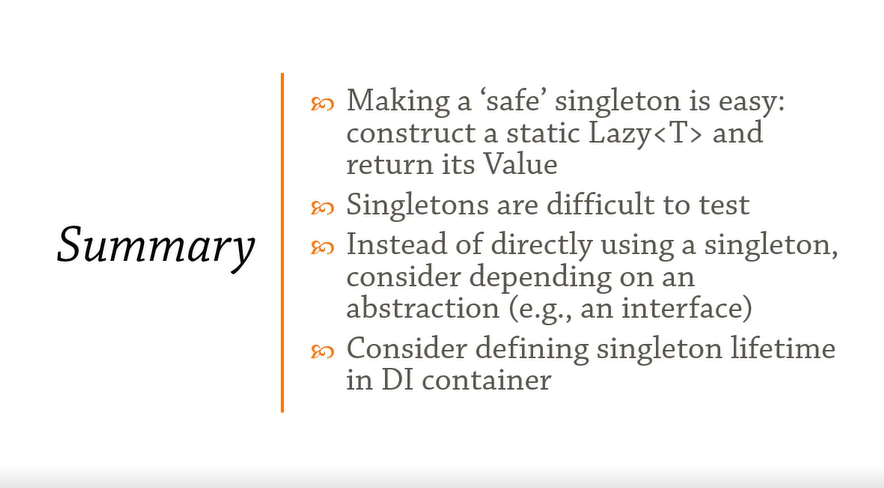 Summary
Making a ‘safe’ singleton is easy:
construct a static Lazy<T> and
return its Value
Singletons are difficult to test
Instead of directly using a singleton,
consider depending on an
abstraction (e.g., an interface)
Consider defining singleton lifetime
in DI container